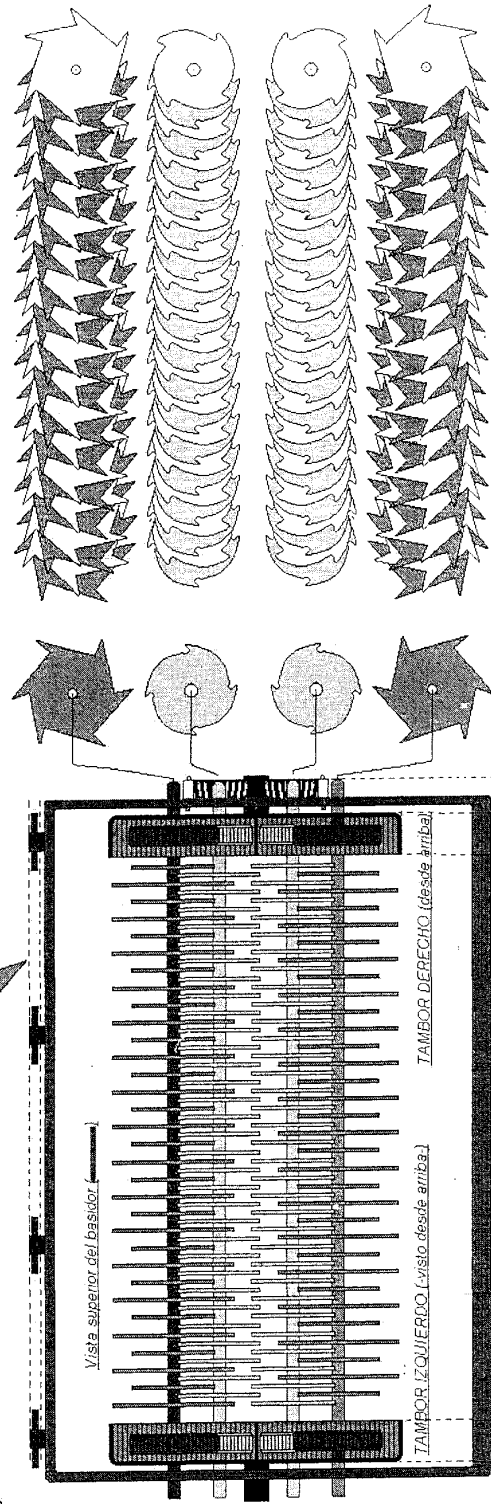 Vista superior del basidor (
)
TAMBOR IZQUIERDO (-visto desde arriba.)
TAMBOR DERECHO (desde arriba)